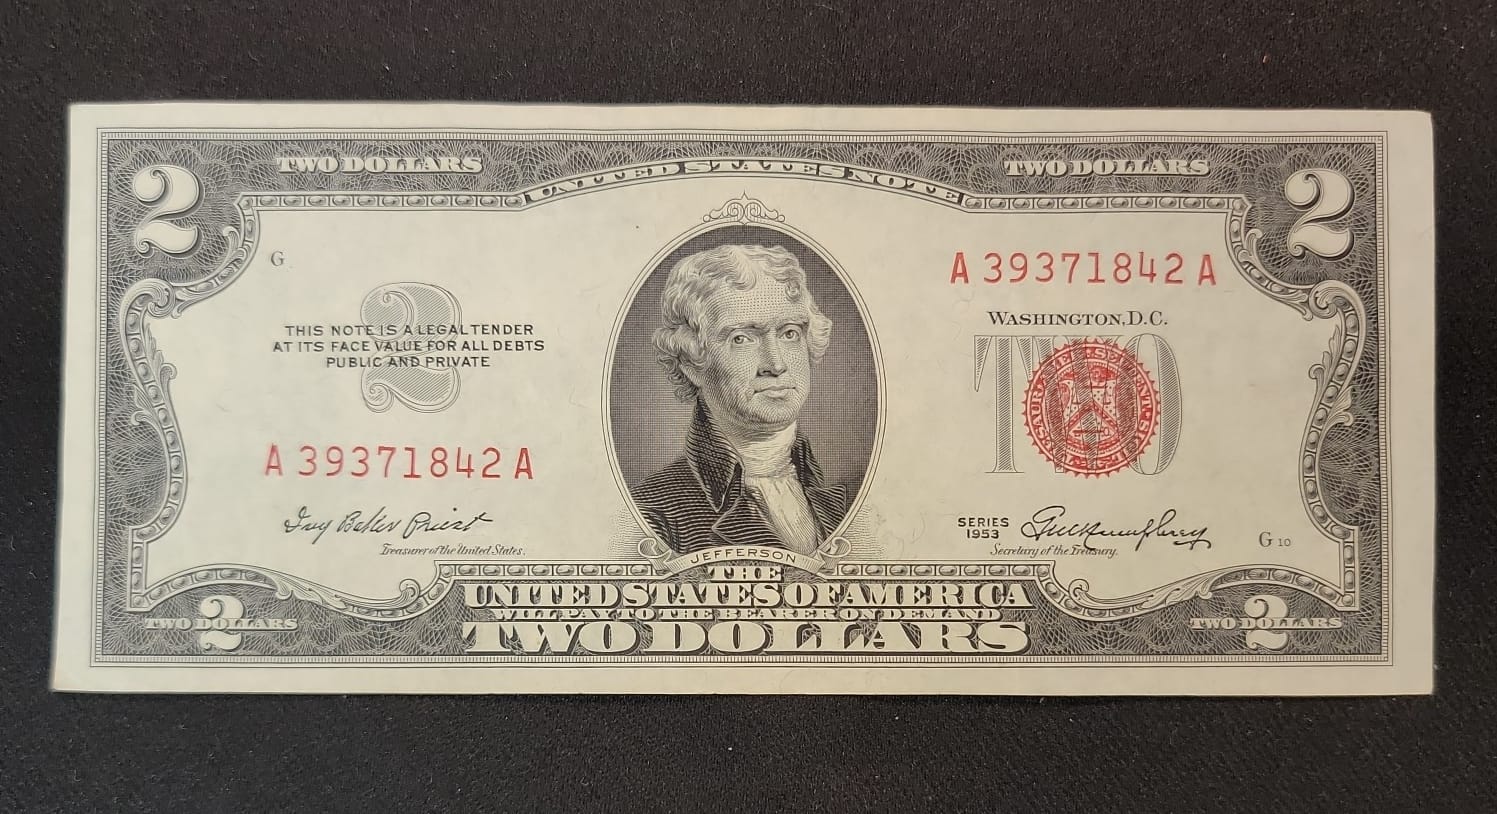 2 TWO DOLLARS UNITED STATES NOTE TWO DOLLARS 2
G
A 39371842 A
WASHINGTON, D.C.
THIS NOTE IS A LEGAL TENDER
AT ITS FACE VALUE FOR ALL DEBTS
PUBLIC AND PRIVATE
2
TWO
A 39371842 A
Ivy Baker Priest
Treasurer of the United States.
SERIES
1953
G M Humphrey
Secretary of the Treasury.
G 10
JEFFERSON
THE
UNITED STATES OF AMERICA
WILL PAY TO THE BEARER ON DEMAND
TWO DOLLARS
2
TWO DOLLARS
2
TWO DOLLARS